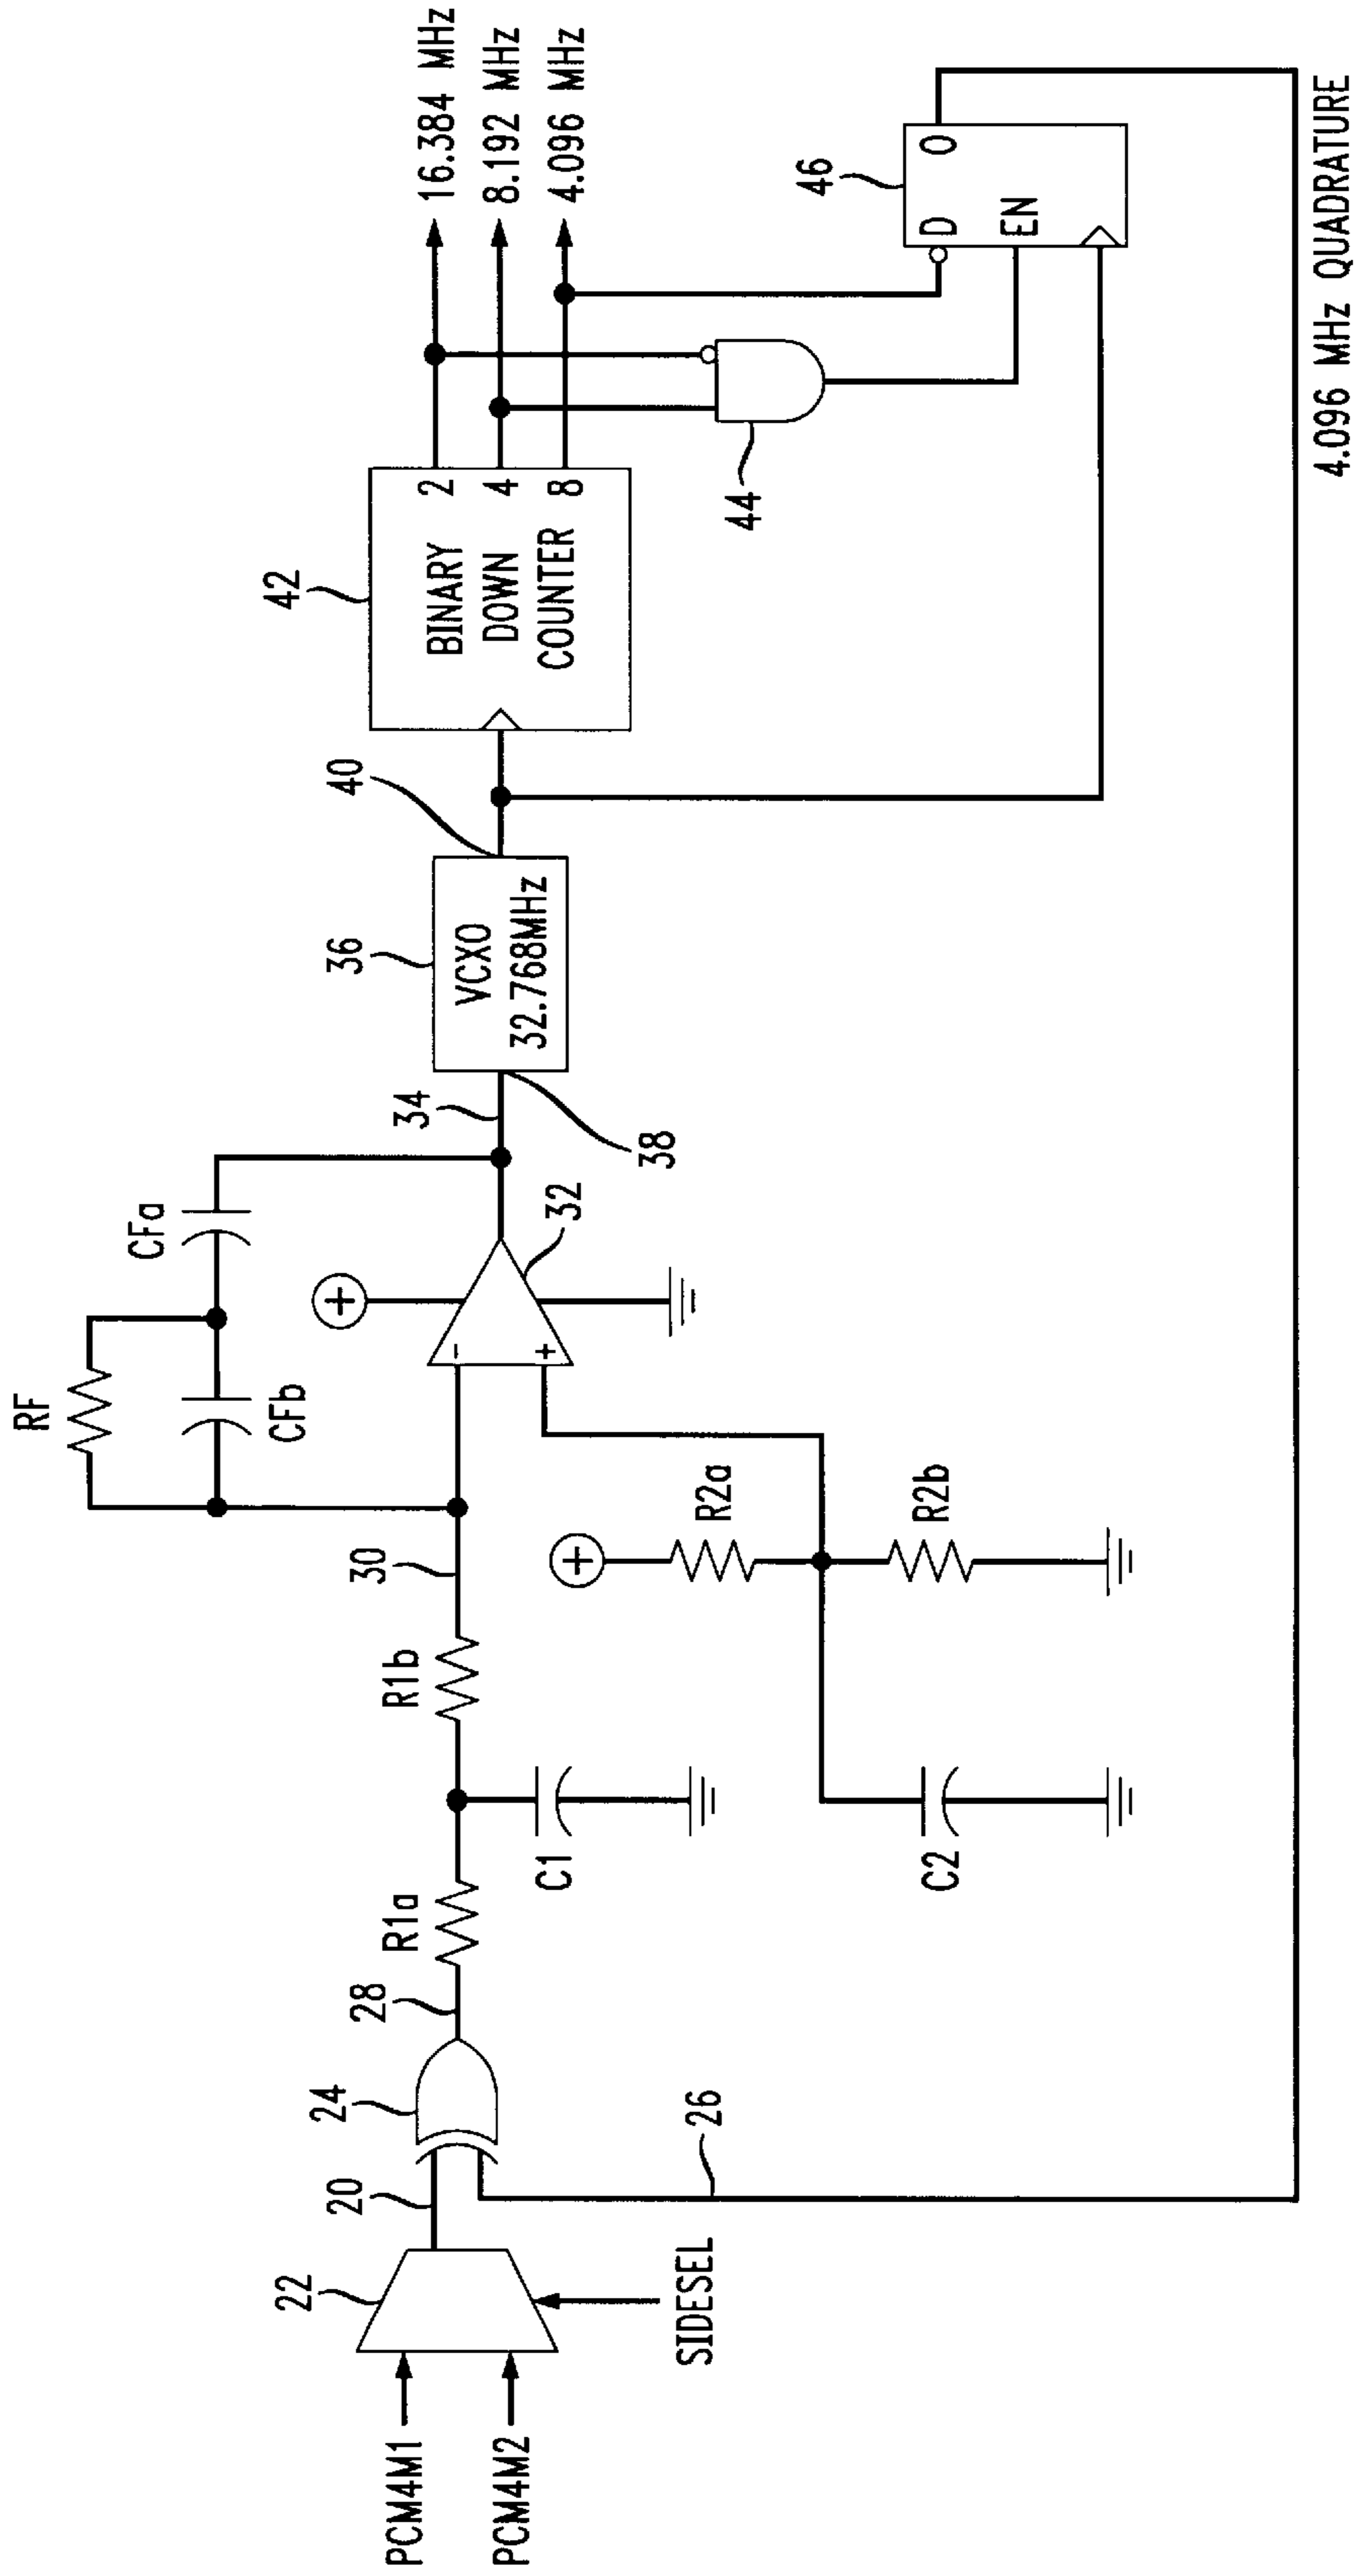 PCM4M1
PCM4M2
SIDESEL
22
20
24
26
28
R1a
C1
R1b
30
C2
R2a
R2b
+
RF
CFb
CFa
+
-
+
32
34
38
36
VCXO
32.768MHz
40
42
BINARY
DOWN
COUNTER
2
4
8
16.384 MHz
8.192 MHz
4.096 MHz
44
46
D
O
EN
4.096 MHz QUADRATURE